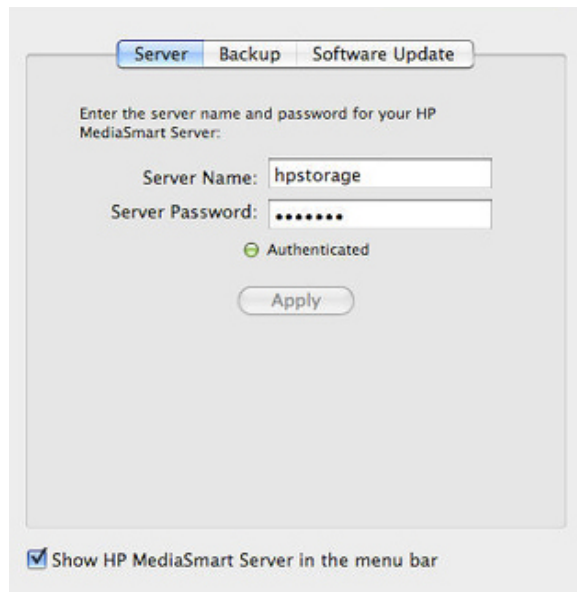 Server Backup Software Update
Enter the server name and password for your HP
MediaSmart Server:
Server Name: hpstorage
Server Password: •••••••
Authenticated
Apply
Show HP MediaSmart Server in the menu bar